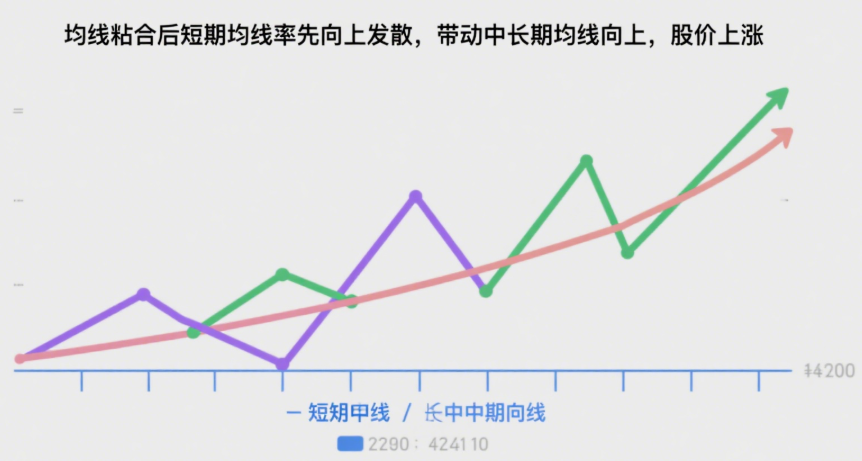 均线粘合后短期均线率先向上发散，带动中长期均线向上，股价上涨
¥4200
— 短期甲线 / 长中中期向线
2290：424110